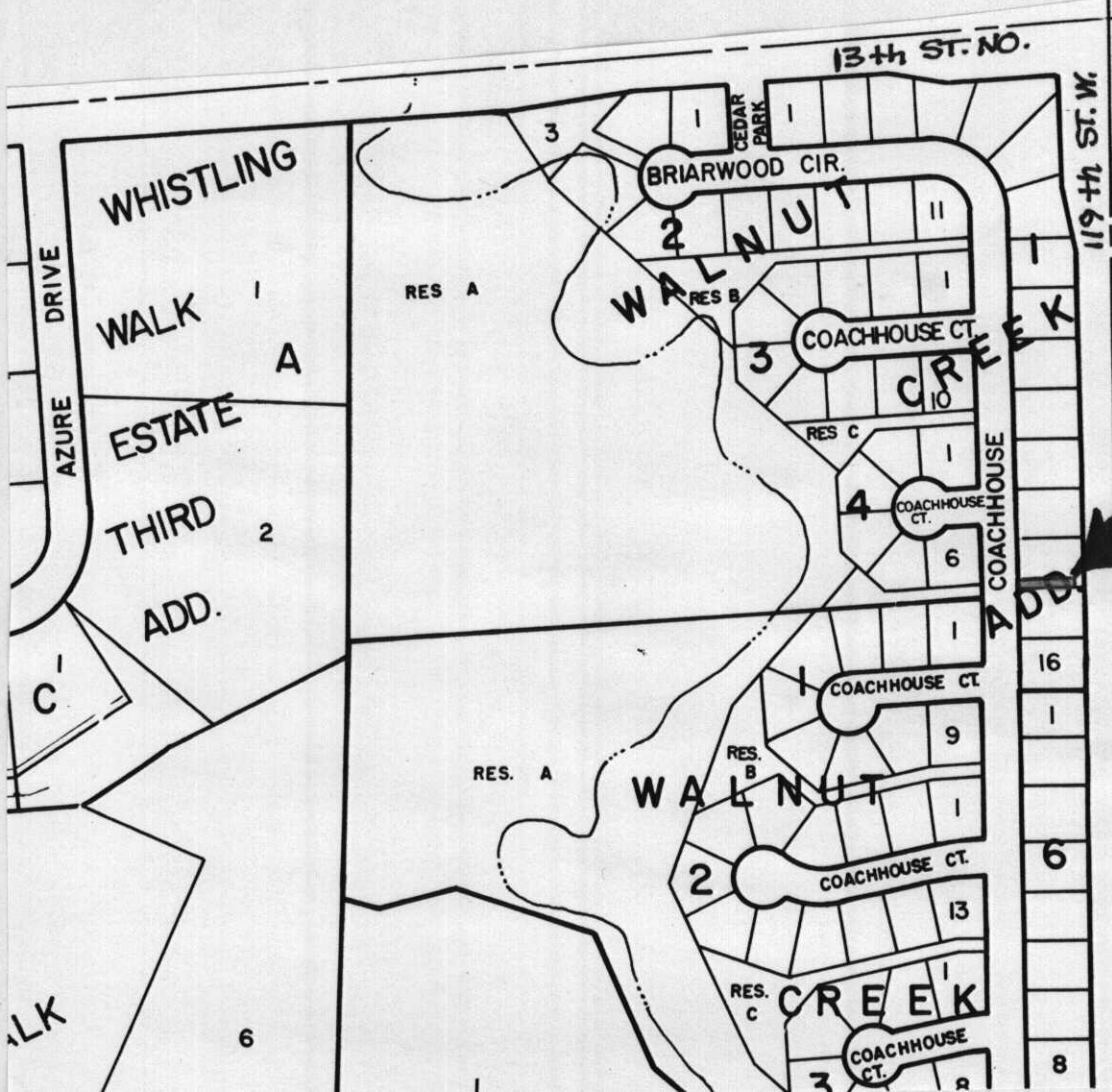 13th ST. NO.
119th ST. W.
WHISTLING
WALK
ESTATE
THIRD
ADD.
1
A
2
AZURE DRIVE
1
C
6
RES A
3
1
CEDAR
PARK
1
BRIARWOOD CIR.
2
11
WALNUT
CREEK
ADD.
1
RES B
1
COACHHOUSE CT.
3
10
RES C
1
4
COACHHOUSE
CT.
6
COACHHOUSE
1
1
COACHHOUSE CT.
16
1
9
RES. A
RES.
B
WALNUT
1
6
2
COACHHOUSE CT.
13
RES.
C
1
CREEK
COACHHOUSE
CT.
3
8
8